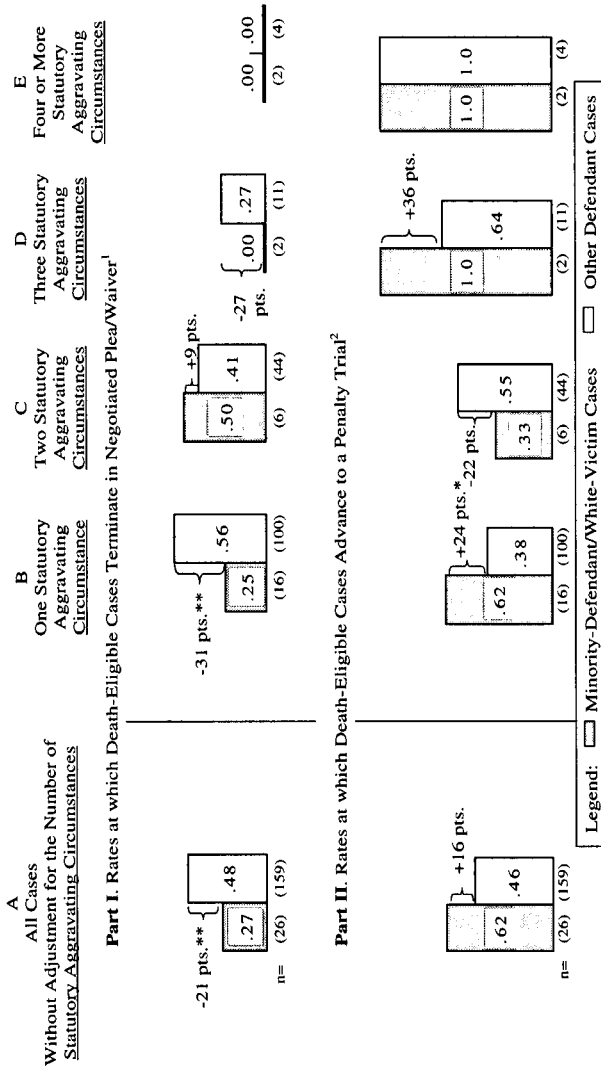 A
All Cases
Without Adjustment for the Number of
Statutory Aggravating Circumstances
B
One Statutory
Aggravating
Circumstance
C
Two Statutory
Aggravating
Circumstances
D
Three Statutory
Aggravating
Circumstances
E
Four or More
Statutory
Aggravating
Circumstances
Part I. Rates at which Death-Eligible Cases Terminate in Negotiated Plea/Waiver¹
-21 pts.**
.27
.48
n= (26) (159)
-31 pts.**
.25
.56
(16) (100)
+9 pts.
.50
.41
(6) (44)
-27
pts.
.00
.27
(2) (11)
.00 .00
(2) (4)
Part II. Rates at which Death-Eligible Cases Advance to a Penalty Trial²
+16 pts.
.62
.46
n= (26) (159)
+24 pts.*
.62
.38
(16) (100)
-22 pts.
.33
.55
(6) (44)
+36 pts.
1.0
.64
(2) (11)
1.0
1.0
(2) (4)
Legend: Minority-Defendant/White-Victim Cases Other Defendant Cases